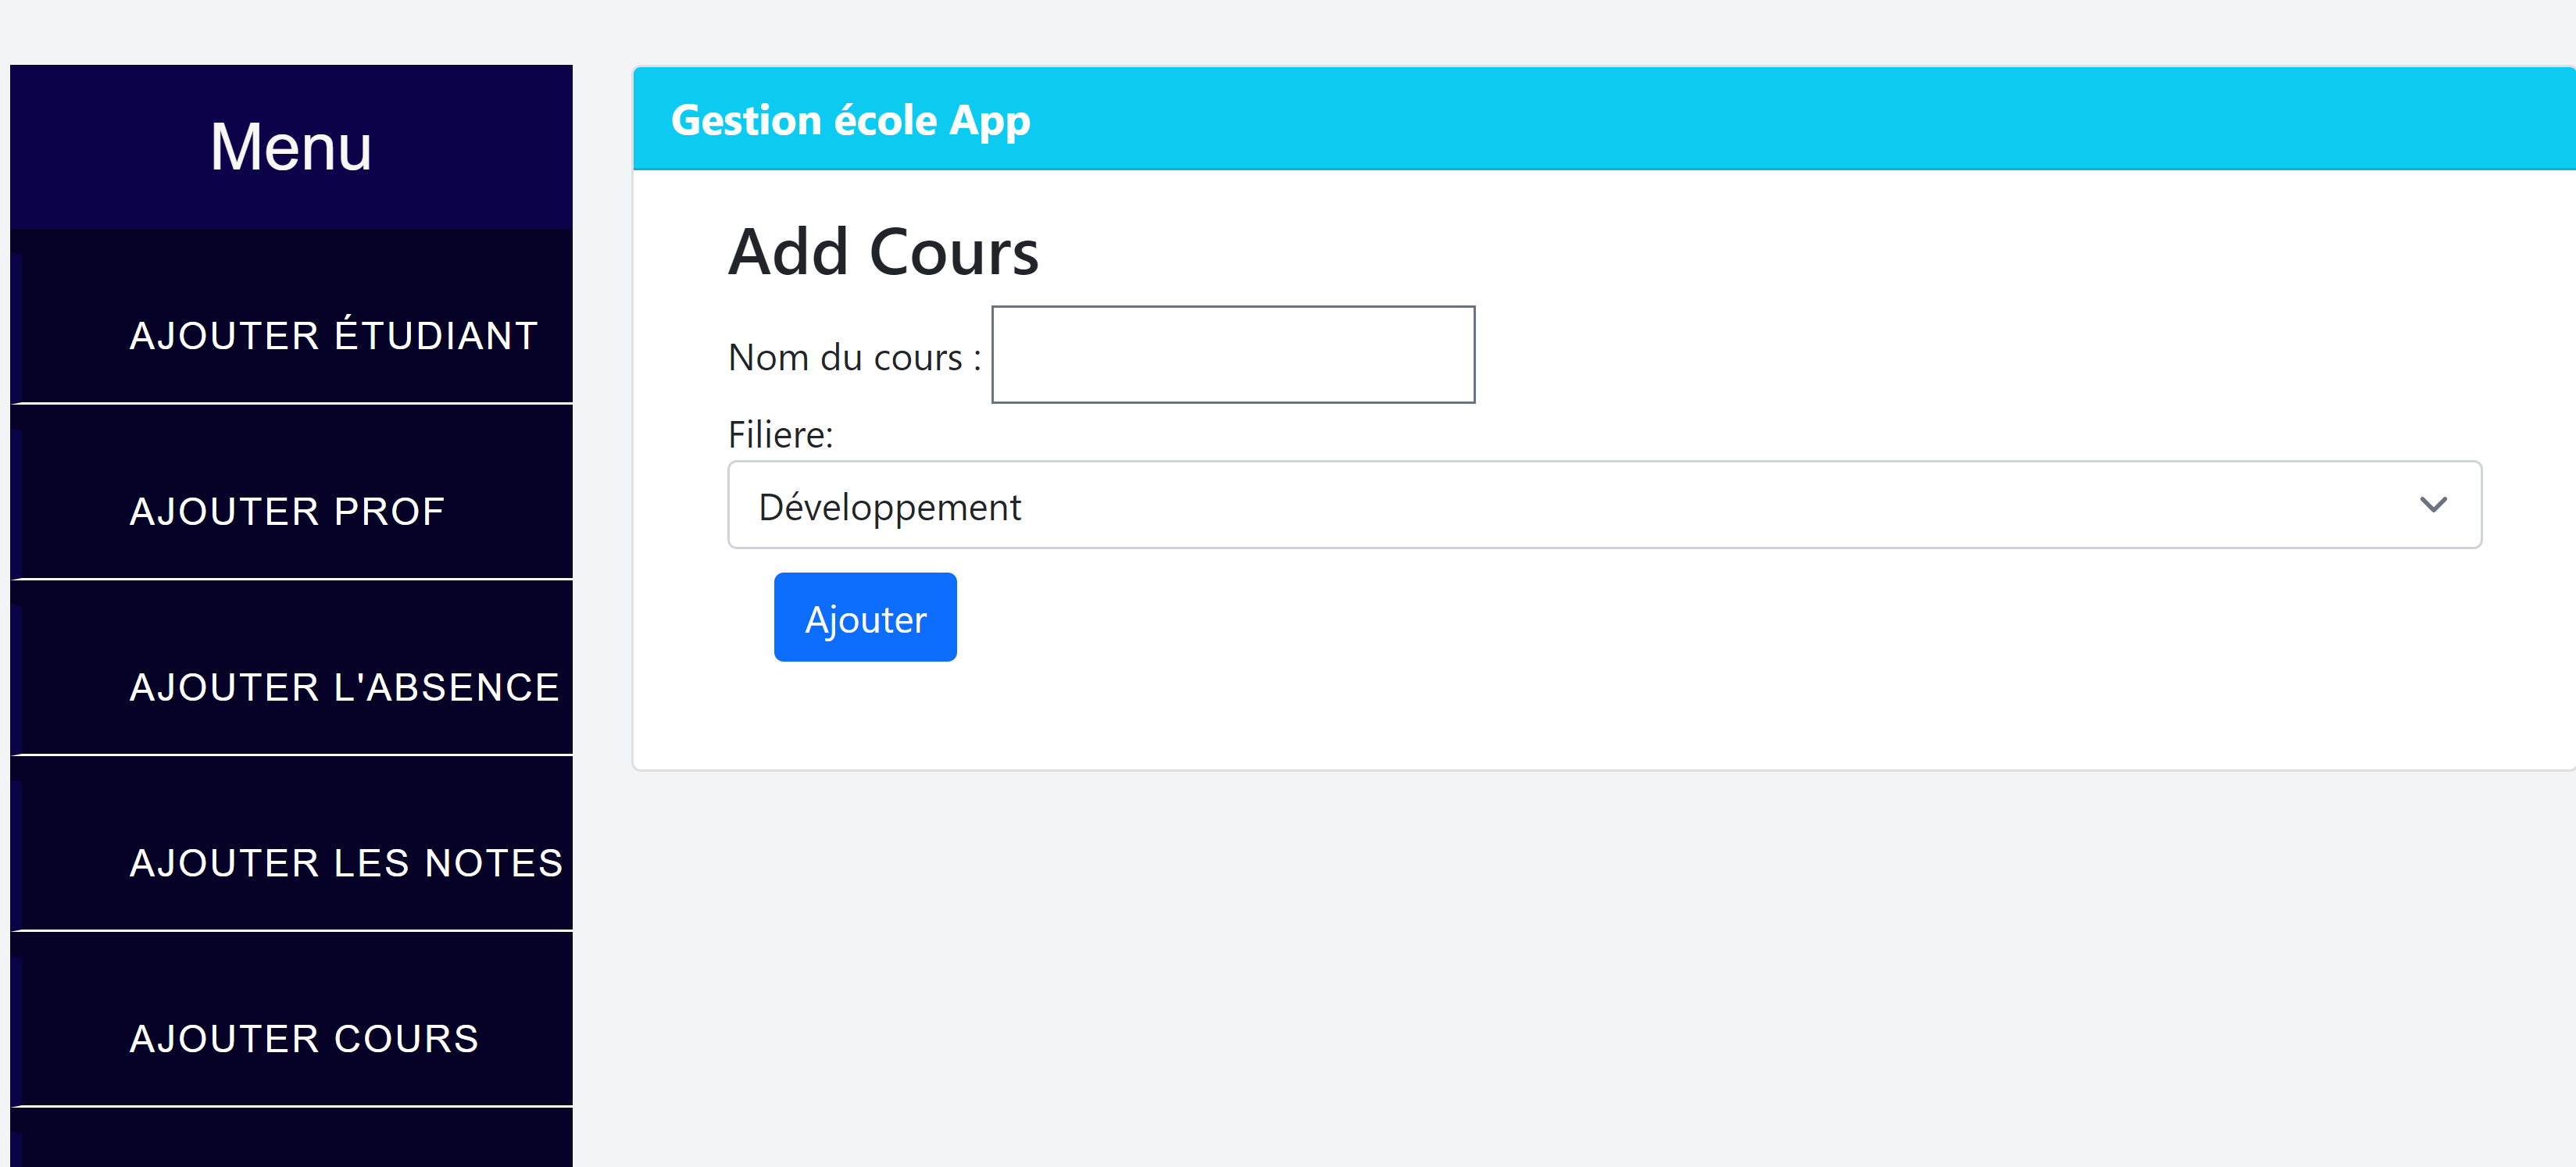 Menu
AJOUTER ÉTUDIANT
AJOUTER PROF
AJOUTER L'ABSENCE
AJOUTER LES NOTES
AJOUTER COURS
Gestion école App
Add Cours
Nom du cours :
Filiere:
Développement
Ajouter